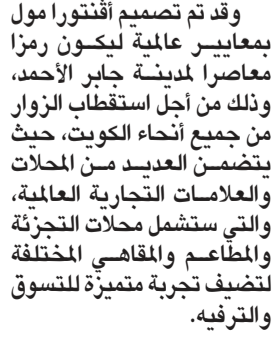 وقد تم تصميم أڤنتورا مول
بمعايير عالمية ليكون رمزا
معاصرا لمدينة جابر الأحمد،
وذلك من أجل استقطاب الزوار
من جميع أنحاء الكويت، حيث
يتضمن العديد من المحلات
والعلامات التجارية العالمية،
والتي ستشمل محلات التجزئة
والمطاعم والمقاهي المختلفة
لتضيف تجربة متميزة للتسوق
والترفيه.